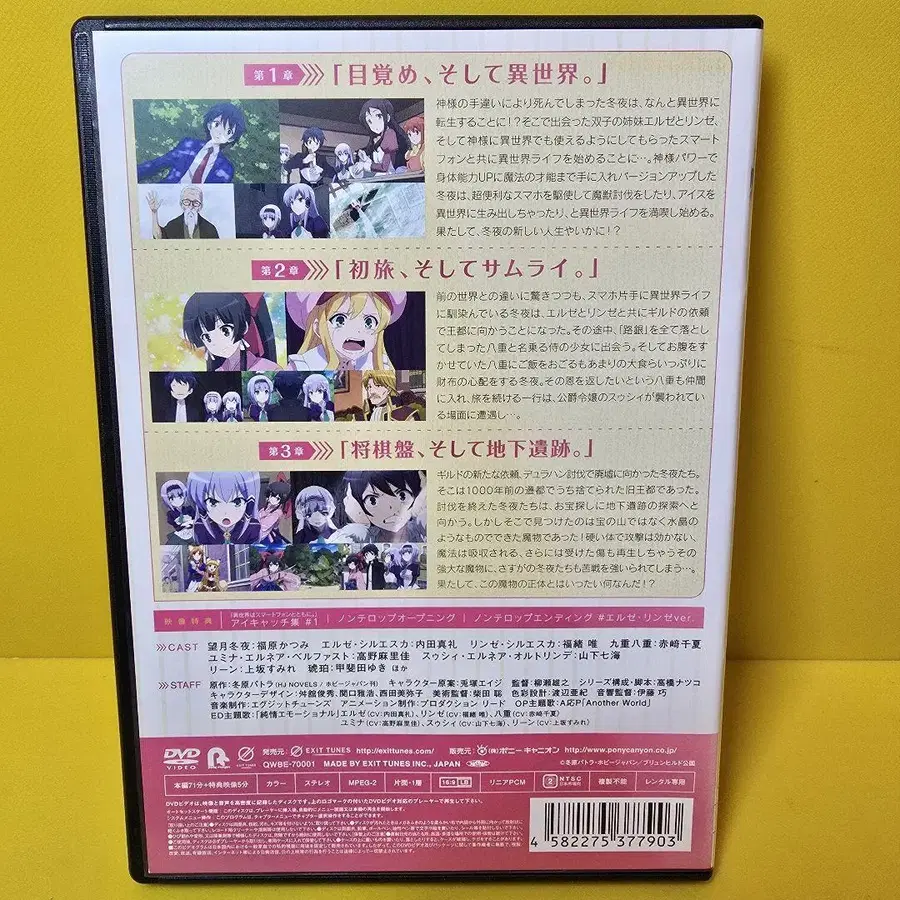 第1章 「目覚め、そして異世界。」
神様の手違いにより死んでしまった冬夜は、なんと異世界に
転生することに!?そこで出会った双子の姉妹エルゼとリンゼ、
そして神様に異世界でも使えるようにしてもらったスマート
フォンと共に異世界ライフを始めることに…。神様パワーで
身体能力UPに魔法の才能まで手に入れバージョンアップした
冬夜は、超便利なスマホを駆使して魔獣討伐をしたり、アイスを
異世界に生み出しちゃったり、と異世界ライフを満喫し始める。
果たして、冬夜の新しい人生やいかに!?
第2章 「初旅、そしてサムライ。」
前の世界との違いに驚きつつも、スマホ片手に異世界ライフ
に馴染んでいる冬夜は、エルゼとリンゼと共にギルドの依頼
で王都に向かうことになった。その途中、「路銀」を全て落とし
てしまった八重と名乗る侍の少女に出会う。そしてお腹をす
かせていた八重にご飯をおごるもあまりの大食らいっぷりに
財布の心配をする冬夜。その恩を返したいという八重も仲間
に入れ、旅を続ける一行は、公爵令嬢のスゥシィが襲われてい
る場面に遭遇し…。
第3章 「将棋盤、そして地下遺跡。」
ギルドの新たな依頼、デュラハン討伐で廃墟に向かった冬夜たち。
そこは1000年前の遷都でうち捨てられた旧王都であった。
討伐を終えた冬夜たちは、お宝探しに地下遺跡の探索へと
向かう。しかしそこで見つけたのは宝の山ではなく水晶の
ようなものでできた魔物であった!硬い体で攻撃は効かない、
魔法は吸収される、さらには受けた傷も再生しちゃうその
強大な魔物に、さすがの冬夜たちも苦戦を強いられてしまう…。
果たして、この魔物の正体とはいったい何なんだ!?
映像特典 「異世界はスマートフォンとともに。」アイキャッチ集 #1 | ノンテロップオープニング | ノンテロップエンディング #エルゼ・リンゼver.
CAST 望月冬夜:福原かつみ エルゼ・シルエスカ:内田真礼 リンゼ・シルエスカ:福緒 唯 九重八重:赤﨑千夏
ユミナ・エルネア・ベルファスト:高野麻里佳 スゥシィ・エルネア・オルトリンデ:山下七海
リーン:上坂すみれ 琥珀:甲斐田ゆき ほか
STAFF 原作:冬原パトラ(HJ NOVELS/ホビージャパン刊) キャラクター原案:兎塚エイジ 監督:柳瀬雄之 シリーズ構成・脚本:高橋ナツコ
キャラクターデザイン:舛舘俊秀、関口雅浩、西田美弥子 美術監督:柴田 聡 色彩設計:渡辺亜紀 音響監督:伊藤 巧
音楽制作:エグジットチューンズ アニメーション制作:プロダクション リード OP主題歌:A応P「Another World」
ED主題歌:「純情エモーショナル」エルゼ(CV:内田真礼)、リンゼ(CV:福緒 唯)、八重(CV:赤﨑千夏)
ユミナ(CV:高野麻里佳)、スゥシィ(CV:山下七海)、リーン(CV:上坂すみれ)
DVD VIDEO 発売元: EXIT TUNES http://exittunes.com/ 販売元: (株)ポニーキャニオン http://www.ponycanyon.co.jp
QWBE-70001 MADE BY EXIT TUNES INC., JAPAN ©冬原パトラ・ホビージャパン/ブリュンヒルド公国
本編71分+特典映像5分 カラー ステレオ MPEG-2 片面・1層 16:9 LB リニアPCM 2 NTSC 日本市場向 複製不能 レンタル専用
4 582275 377903